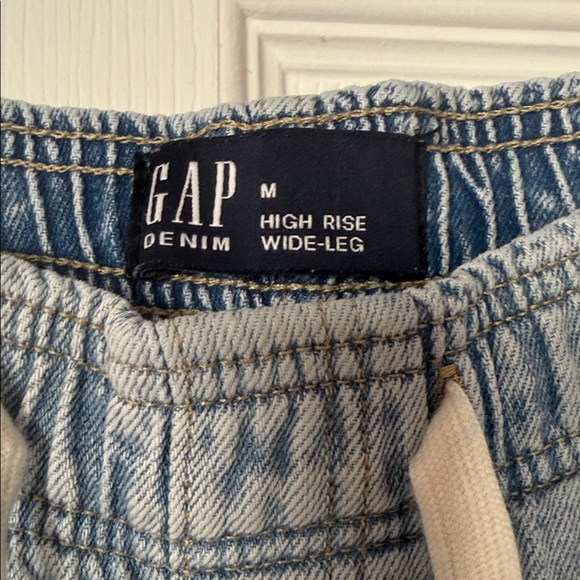 GAP
DENIM
M
HIGH RISE
WIDE-LEG